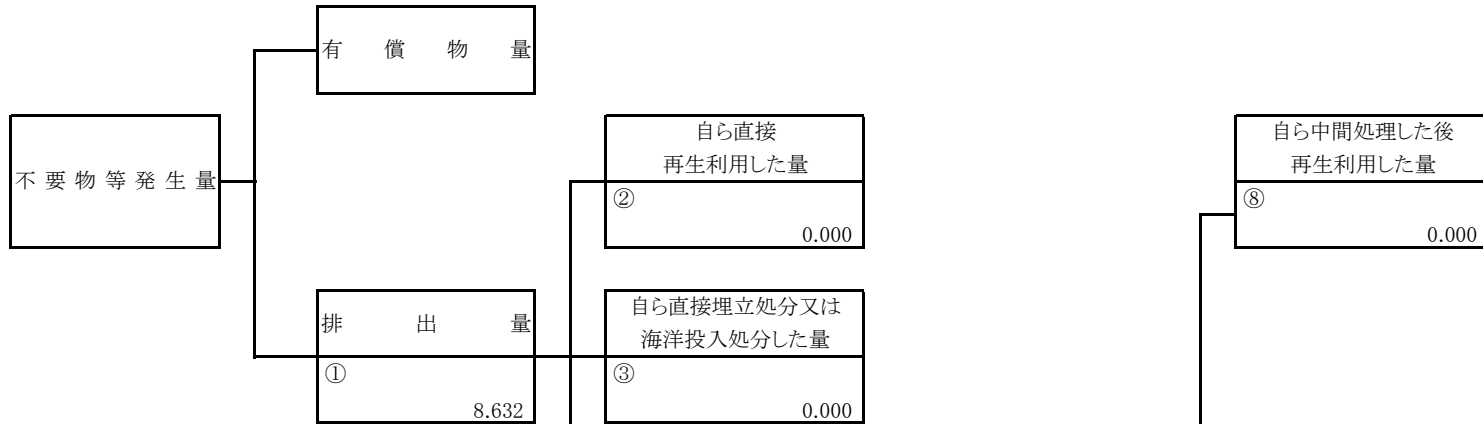 有償物量
自ら直接
再生利用した量
②
0.000
自ら中間処理した後
再生利用した量
⑧
0.000
不要物等発生量
排出量
①
8.632
自ら直接埋立処分又は
海洋投入処分した量
③
0.000